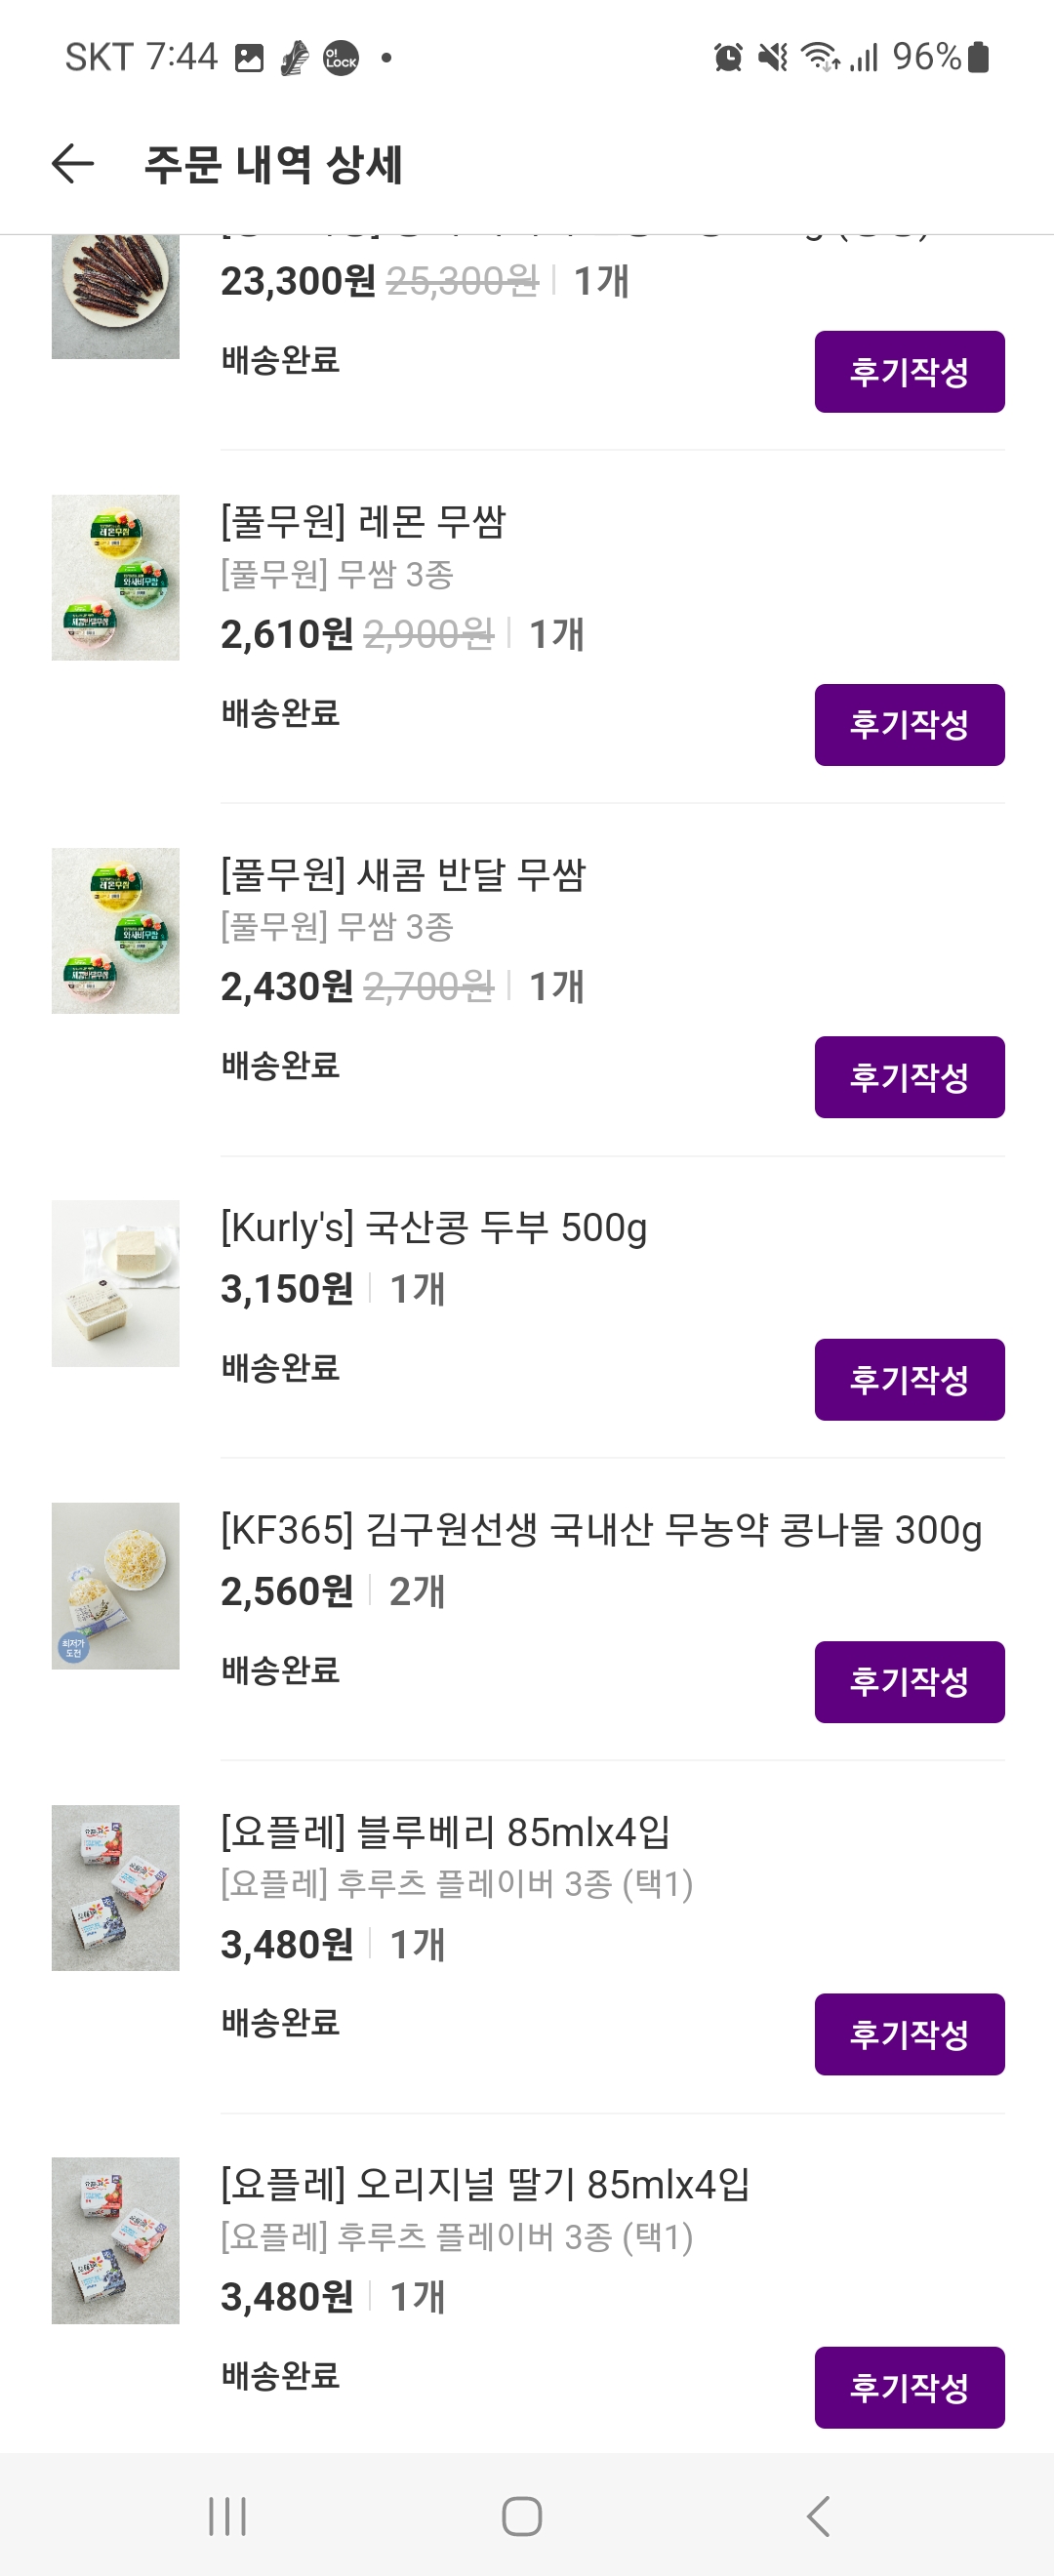 SKT 7:44
O!
LOCK
96%
주문 내역 상세
23,300원 25,300원 1개
배송완료
후기작성
[풀무원] 레몬 무쌈
[풀무원] 무쌈 3종
2,610원 2,900원 1개
배송완료
후기작성
[풀무원] 새콤 반달 무쌈
[풀무원] 무쌈 3종
2,430원 2,700원 1개
배송완료
후기작성
[Kurly's] 국산콩 두부 500g
3,150원 1개
배송완료
후기작성
[KF365] 김구원선생 국내산 무농약 콩나물 300g
2,560원 2개
최저가
도전
배송완료
후기작성
[요플레] 블루베리 85mlx4입
[요플레] 후루츠 플레이버 3종 (택1)
3,480원 1개
배송완료
후기작성
[요플레] 오리지널 딸기 85mlx4입
[요플레] 후루츠 플레이버 3종 (택1)
3,480원 1개
배송완료
후기작성